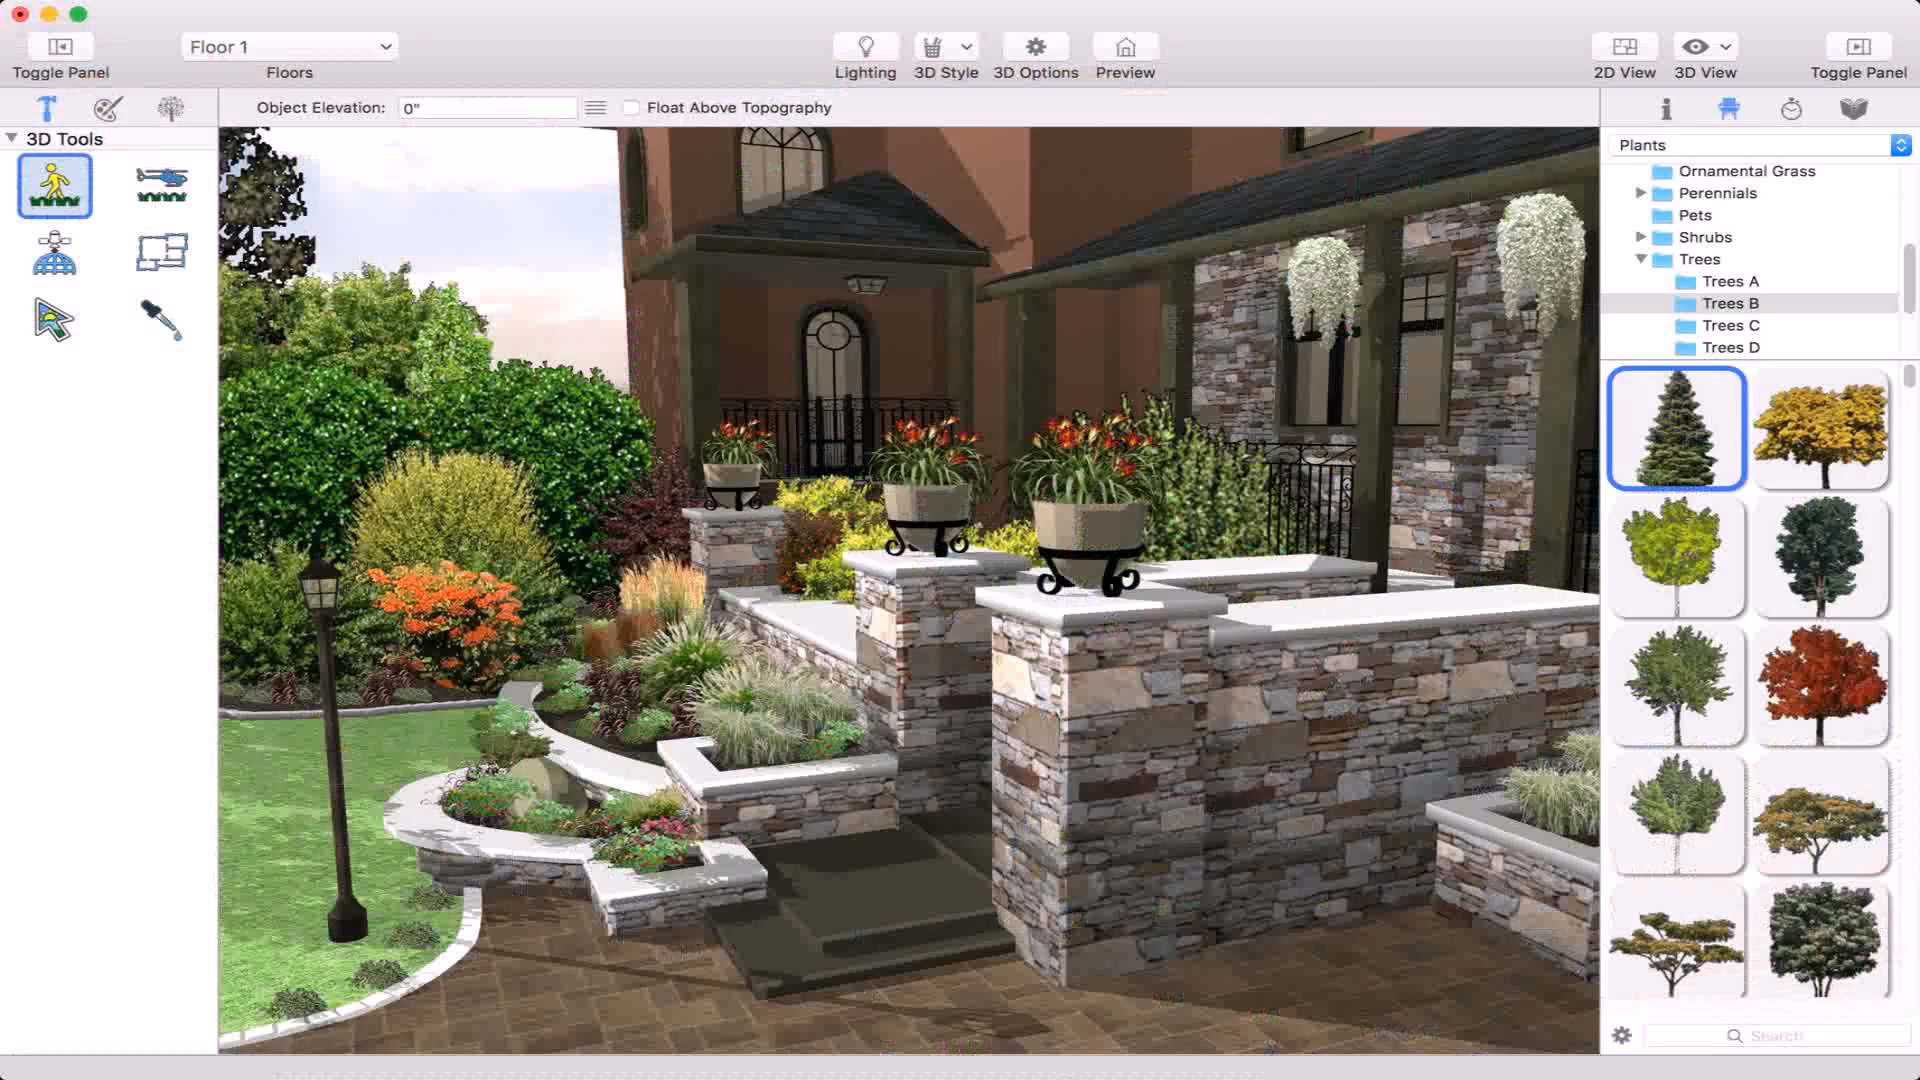 Floor 1
Toggle Panel
Floors
Lighting
3D Style
3D Options
Preview
2D View
3D View
Toggle Panel
Object Elevation:
0"
Float Above Topography
3D Tools
Plants
Ornamental Grass
Perennials
Pets
Shrubs
Trees
Trees A
Trees B
Trees C
Trees D
Search